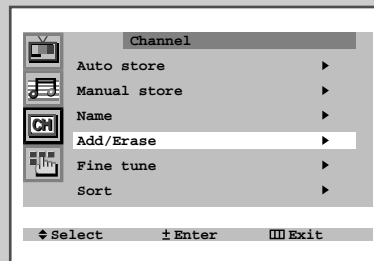 Channel
Auto store
Manual store
Name
CH
Add/Erase
Fine tune
Sort
Select ± Enter Exit